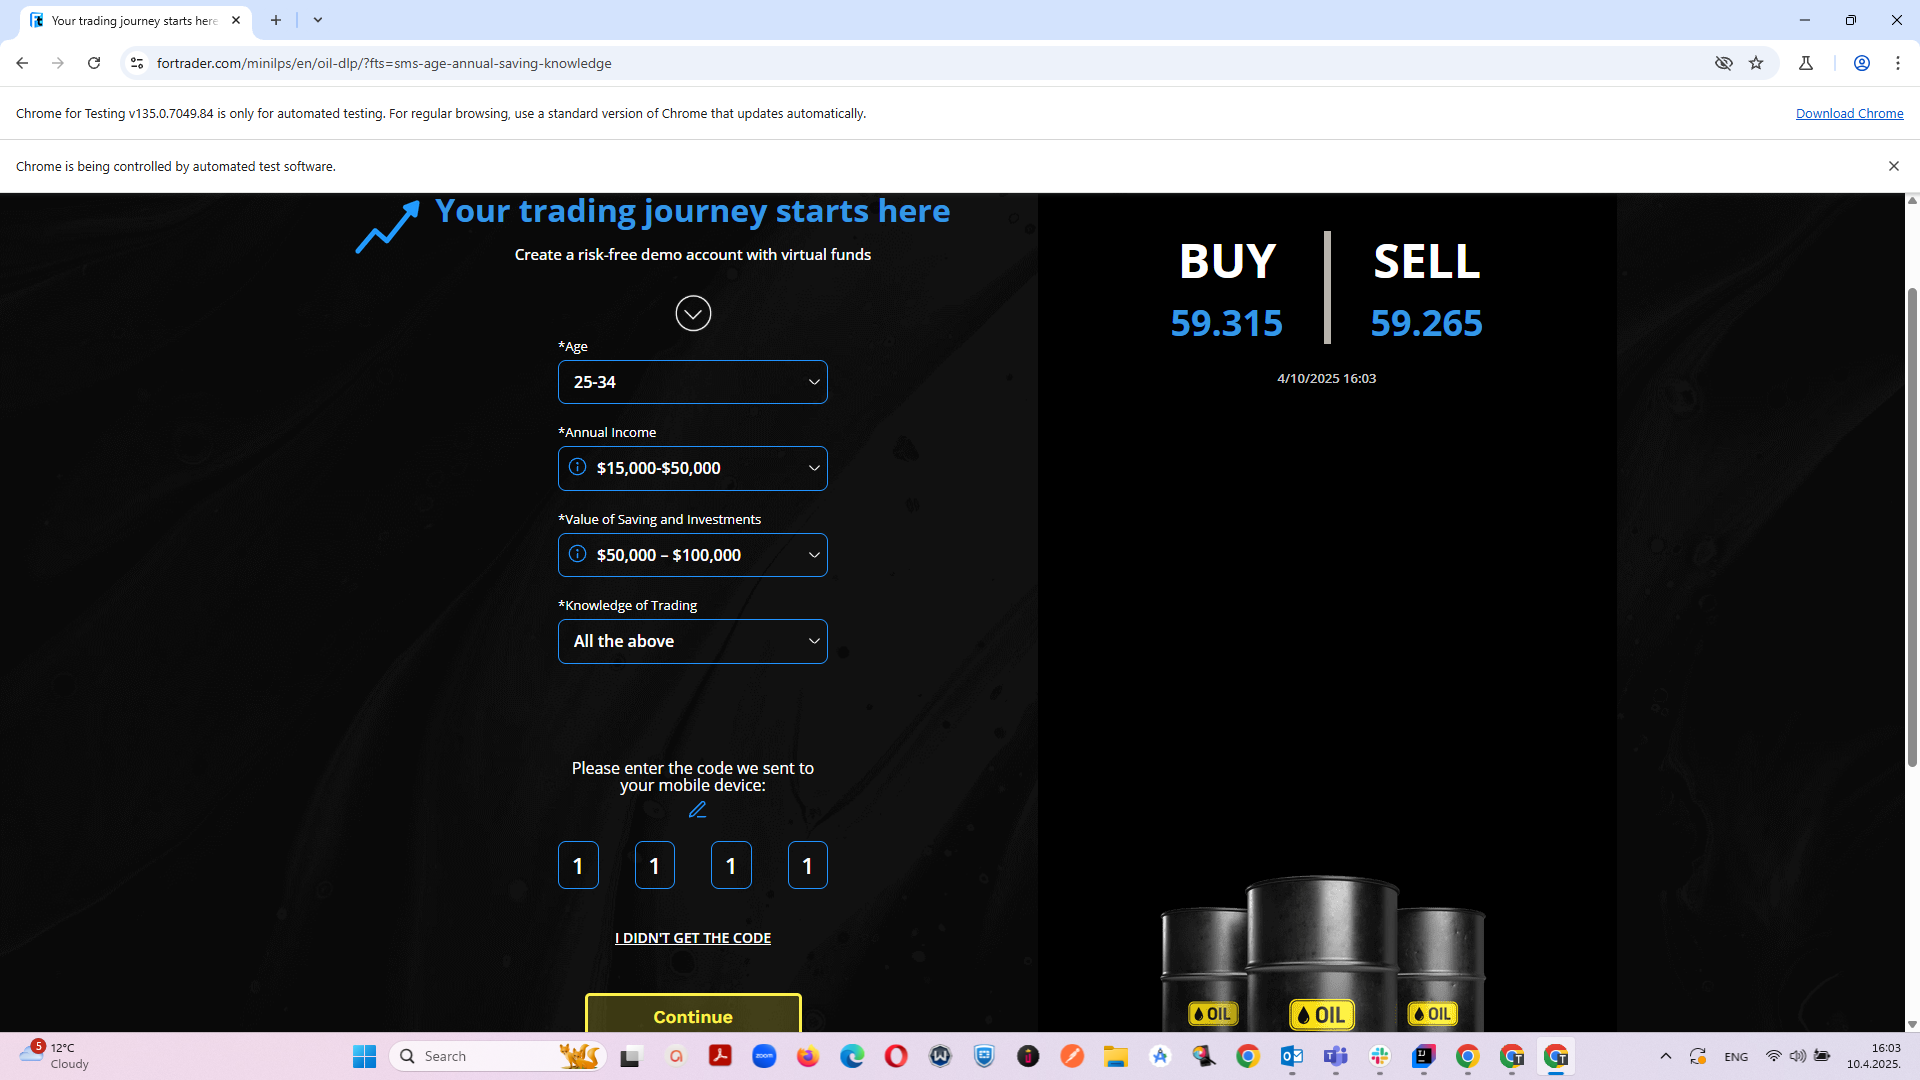 Your trading journey starts here
fortrader.com/minilps/en/oil-dlp/?fts=sms-age-annual-saving-knowledge
Chrome for Testing v135.0.7049.84 is only for automated testing. For regular browsing, use a standard version of Chrome that updates automatically.
Download Chrome
Chrome is being controlled by automated test software.
Your trading journey starts here
Create a risk-free demo account with virtual funds
*Age
25-34
*Annual Income
$15,000-$50,000
*Value of Saving and Investments
$50,000 – $100,000
*Knowledge of Trading
All the above
Please enter the code we sent to
your mobile device:
1 1 1 1
I DIDN'T GET THE CODE
Continue
BUY SELL
59.315 59.265
4/10/2025 16:03
OIL OIL OIL
5
12°C
Cloudy
Search
zoom
ENG
16:03
10.4.2025.